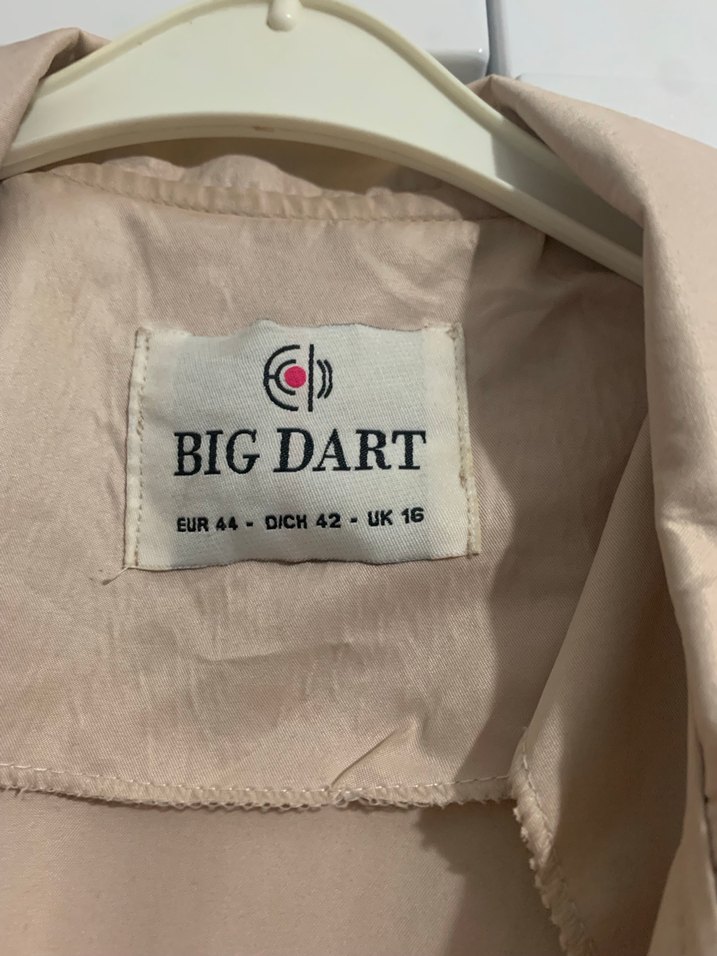 BIG DART
EUR 44 - D/CH 42 - UK 16